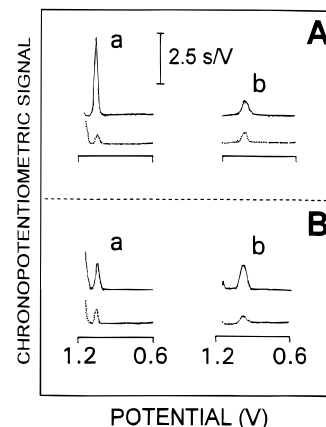 A
a
2.5 s/V
b
B
a
b
1.2 0.6 1.2 0.6
CHRONOPOTENTIOMETRIC SIGNAL
POTENTIAL (V)